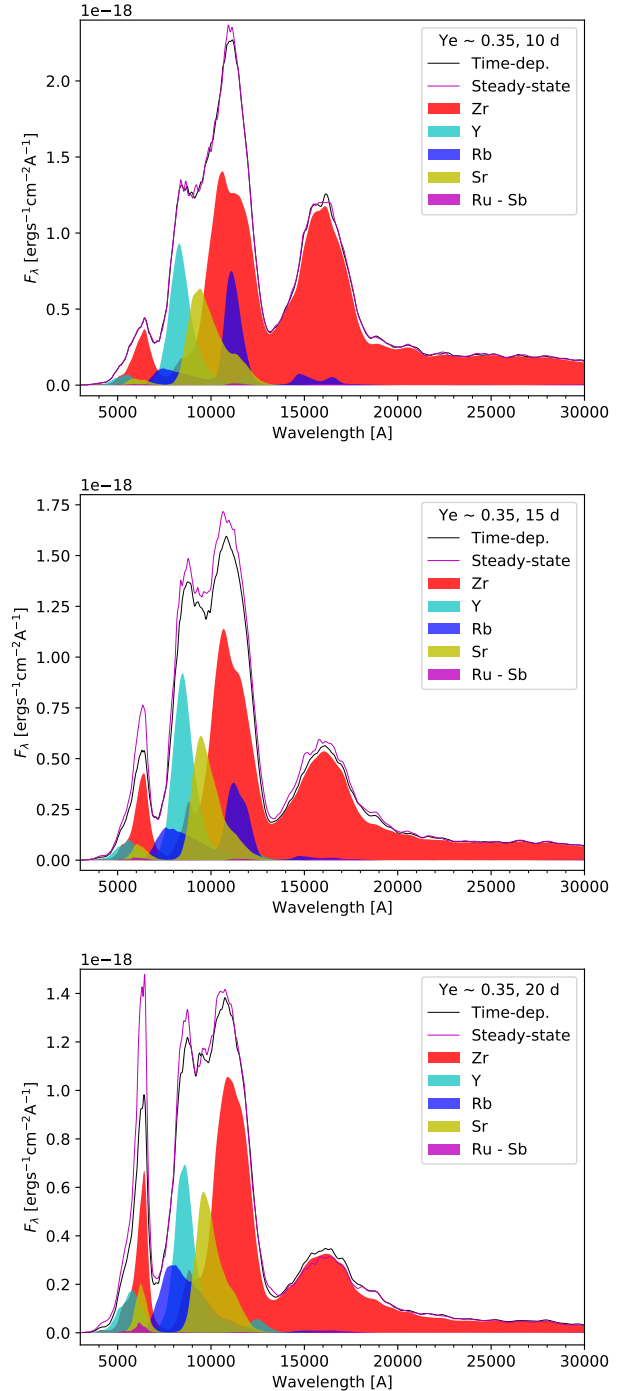 1e−18
Ye ~ 0.35, 10 d
Time-dep.
Steady-state
Zr
Y
Rb
Sr
Ru - Sb
F_λ [ergs⁻¹cm⁻²A⁻¹]
2.0
1.5
1.0
0.5
0.0
5000 10000 15000 20000 25000 30000
Wavelength [A]
1e−18
Ye ~ 0.35, 15 d
Time-dep.
Steady-state
Zr
Y
Rb
Sr
Ru - Sb
F_λ [ergs⁻¹cm⁻²A⁻¹]
1.75
1.50
1.25
1.00
0.75
0.50
0.25
0.00
5000 10000 15000 20000 25000 30000
Wavelength [A]
1e−18
Ye ~ 0.35, 20 d
Time-dep.
Steady-state
Zr
Y
Rb
Sr
Ru - Sb
F_λ [ergs⁻¹cm⁻²A⁻¹]
1.4
1.2
1.0
0.8
0.6
0.4
0.2
0.0
5000 10000 15000 20000 25000 30000
Wavelength [A]